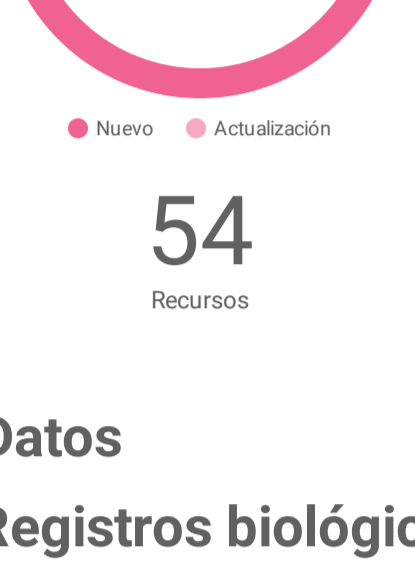 Nuevo Actualización
54
Recursos
Datos
Registros biológic